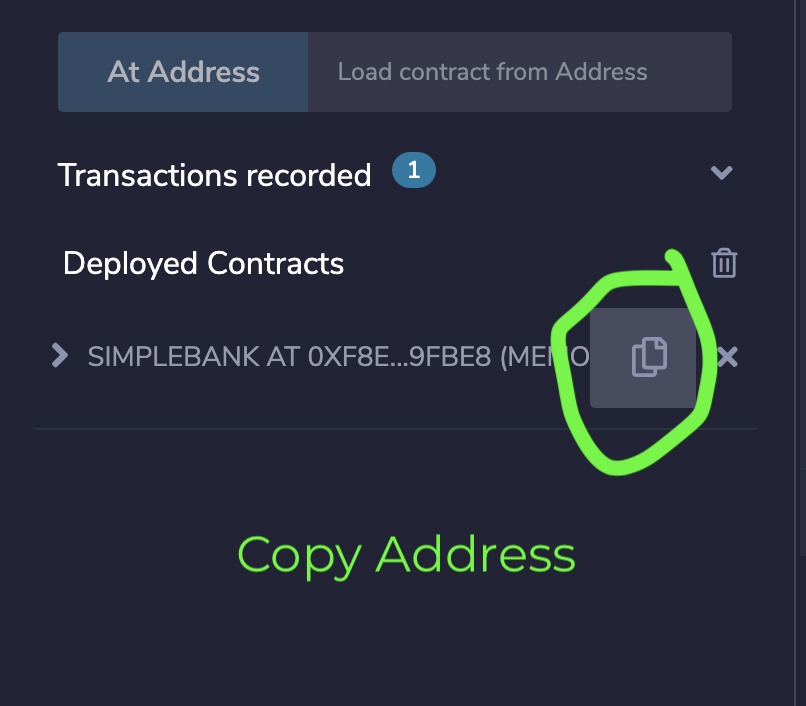 At Address Load contract from Address
Transactions recorded 1
Deployed Contracts
SIMPLEBANK AT 0XF8E...9FBE8 (MEMO
Copy Address